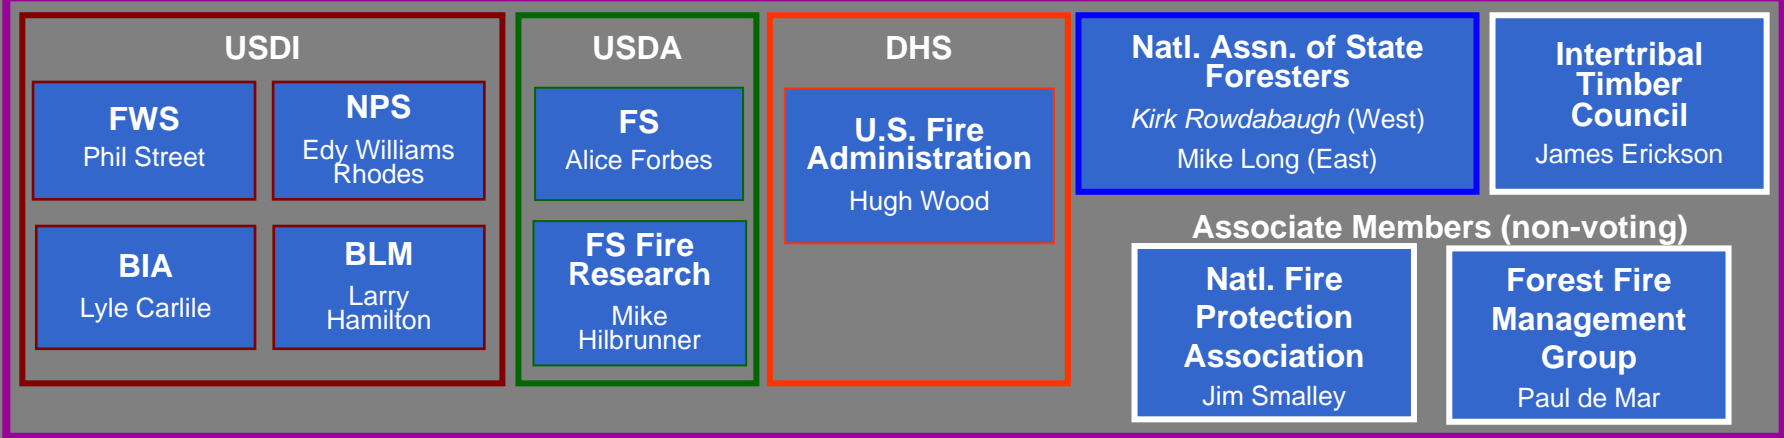 USDI
FWS
Phil Street
NPS
Edy Williams
Rhodes
BIA
Lyle Carlile
BLM
Larry
Hamilton
USDA
FS
Alice Forbes
FS Fire
Research
Mike
Hilbrunner
DHS
U.S. Fire
Administration
Hugh Wood
Natl. Assn. of State
Foresters
Kirk Rowdabaugh (West)
Mike Long (East)
Intertribal
Timber
Council
James Erickson
Associate Members (non-voting)
Natl. Fire
Protection
Association
Jim Smalley
Forest Fire
Management
Group
Paul de Mar